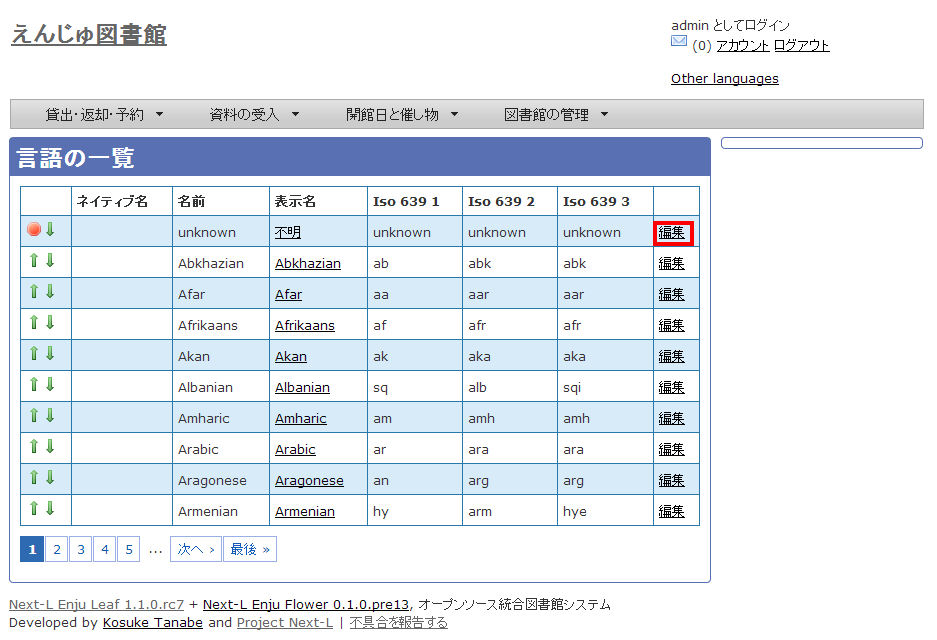 えんじゅ図書館
admin としてログイン
(0) アカウント ログアウト
Other languages
貸出・返却・予約 ▼ 資料の受入 ▼ 開館日と催し物 ▼ 図書館の管理 ▼
言語の一覧
ネイティブ名 名前 表示名 Iso 639 1 Iso 639 2 Iso 639 3
unknown 不明 unknown unknown unknown 編集
Abkhazian Abkhazian ab abk abk 編集
Afar Afar aa aar aar 編集
Afrikaans Afrikaans af afr afr 編集
Akan Akan ak aka aka 編集
Albanian Albanian sq alb sqi 編集
Amharic Amharic am amh amh 編集
Arabic Arabic ar ara ara 編集
Aragonese Aragonese an arg arg 編集
Armenian Armenian hy arm hye 編集
1 2 3 4 5 ... 次へ › 最後 »
Next-L Enju Leaf 1.1.0.rc7 + Next-L Enju Flower 0.1.0.pre13, オープンソース統合図書館システム
Developed by Kosuke Tanabe and Project Next-L | 不具合を報告する